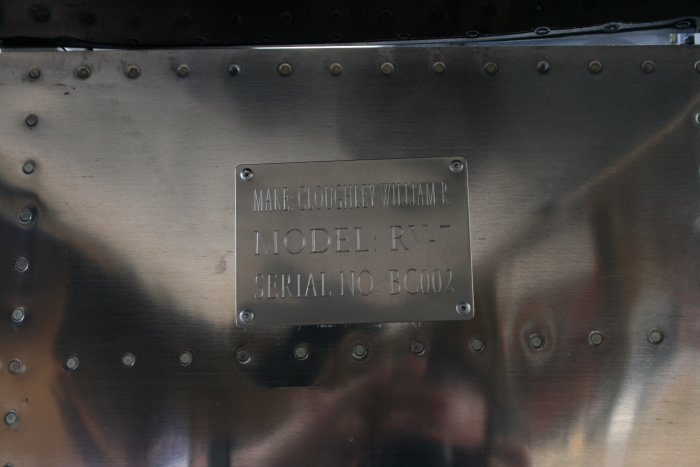 MAKE: CLOUGHLEY WILLIAM R
MODEL: RV-7
SERIAL NO: BC002